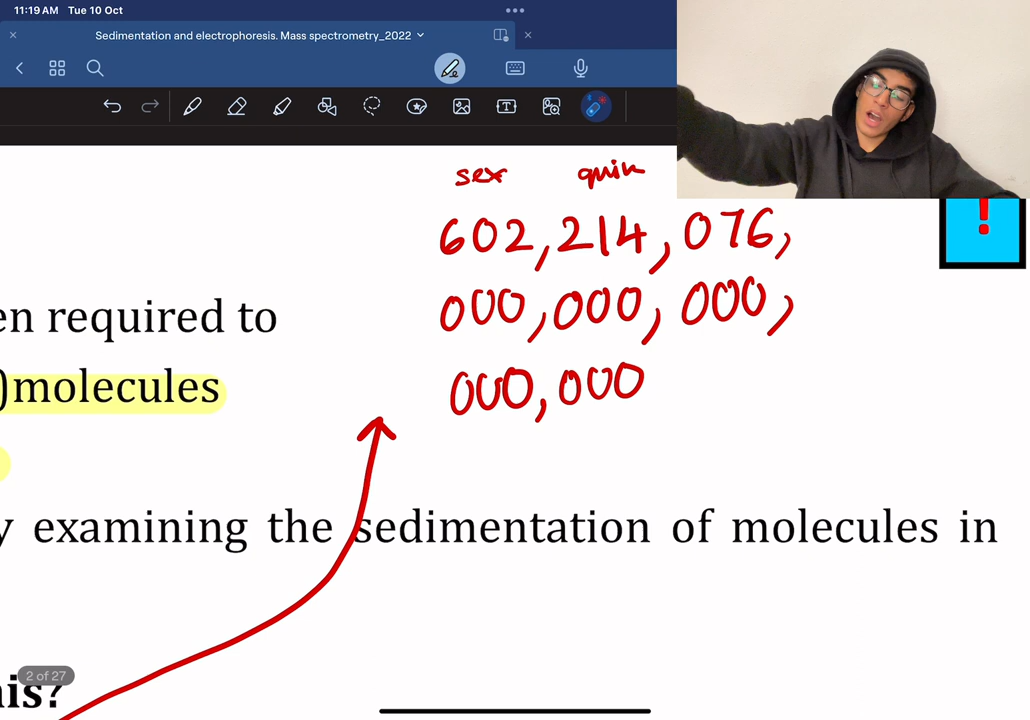 11:19 AM Tue 10 Oct
Sedimentation and electrophoresis. Mass spectrometry_2022
sex quin
602,214,076,
000,000,000,
000,000
!
en required to
)molecules
y examining the sedimentation of molecules in
2 of 27
is?